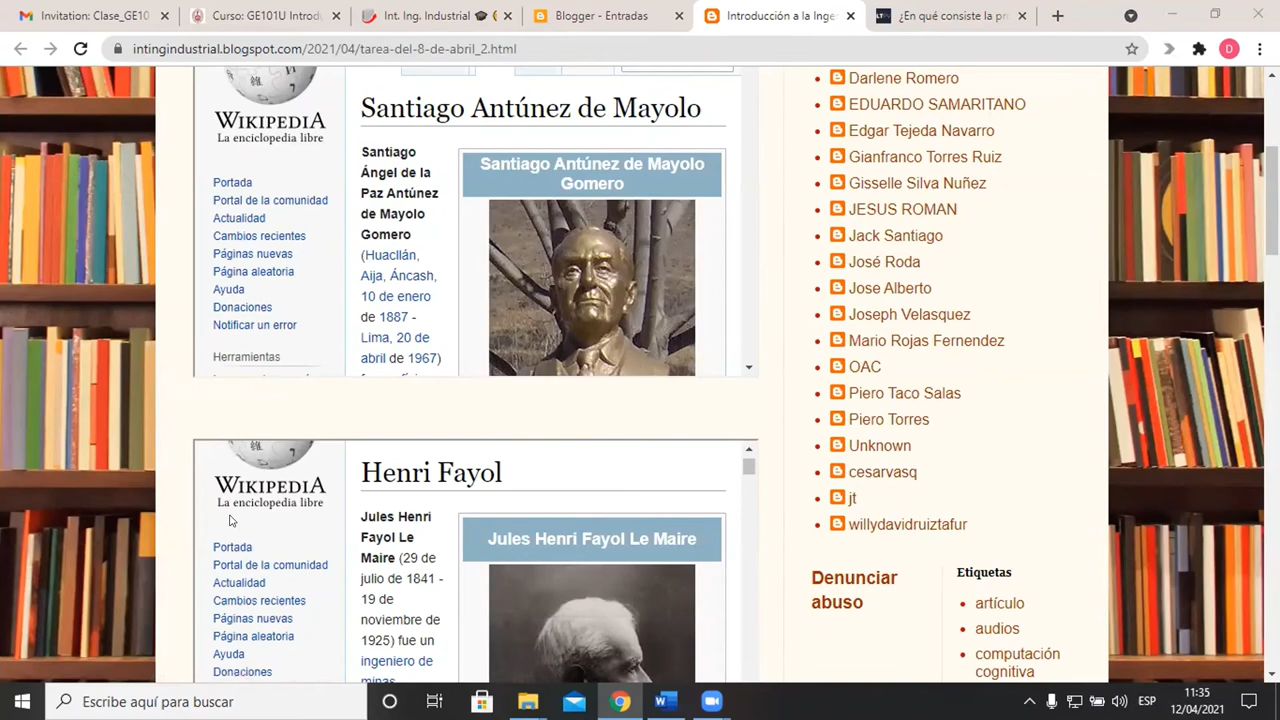 Invitation: Clase_GE10
Curso: GE101U Introdu
Int. Ing. Industrial
Blogger - Entradas
Introducción a la Inge
¿En qué consiste la pr
intingindustrial.blogspot.com/2021/04/tarea-del-8-de-abril_2.html
D
WIKIPEDIA
La enciclopedia libre
Portada
Portal de la comunidad
Actualidad
Cambios recientes
Páginas nuevas
Página aleatoria
Ayuda
Donaciones
Notificar un error
Herramientas
Santiago Antúnez de Mayolo
Santiago
Ángel de la
Paz Antúnez
de Mayolo
Gomero
(Huacllán,
Aija, Áncash,
10 de enero
de 1887 -
Lima, 20 de
abril de 1967)
Santiago Antúnez de Mayolo
Gomero
WIKIPEDIA
La enciclopedia libre
Portada
Portal de la comunidad
Actualidad
Cambios recientes
Páginas nuevas
Página aleatoria
Ayuda
Donaciones
Henri Fayol
Jules Henri
Fayol Le
Maire (29 de
julio de 1841 -
19 de
noviembre de
1925) fue un
ingeniero de
minas
Jules Henri Fayol Le Maire
Darlene Romero
EDUARDO SAMARITANO
Edgar Tejeda Navarro
Gianfranco Torres Ruiz
Gisselle Silva Nuñez
JESUS ROMAN
Jack Santiago
José Roda
Jose Alberto
Joseph Velasquez
Mario Rojas Fernendez
OAC
Piero Taco Salas
Piero Torres
Unknown
cesarvasq
jt
willydavidruiztafur
Denunciar
abuso
Etiquetas
artículo
audios
computación
cognitiva
Escribe aquí para buscar
ESP
11:35
12/04/2021